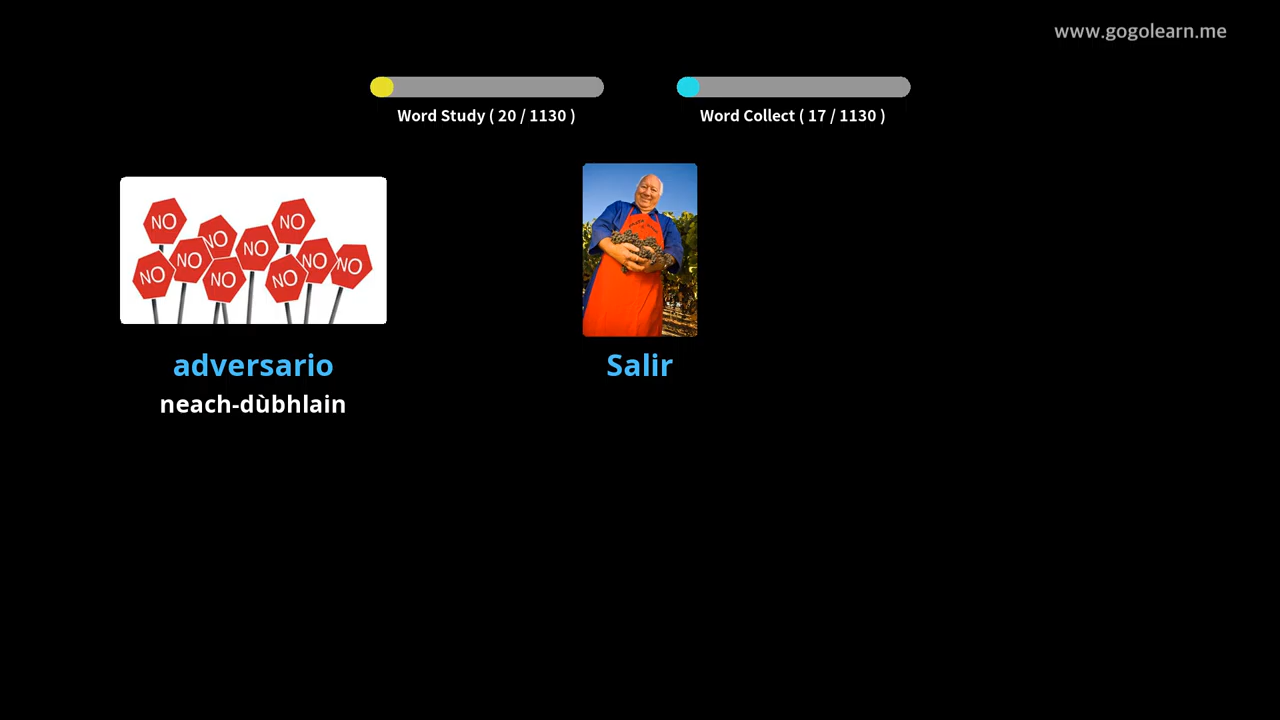 www.gogolearn.me
Word Study ( 20 / 1130 )
Word Collect ( 17 / 1130 )
NO
NO
NO
NO
NO
NO
NO
NO
NO
NO
adversario
neach-dùbhlain
Salir